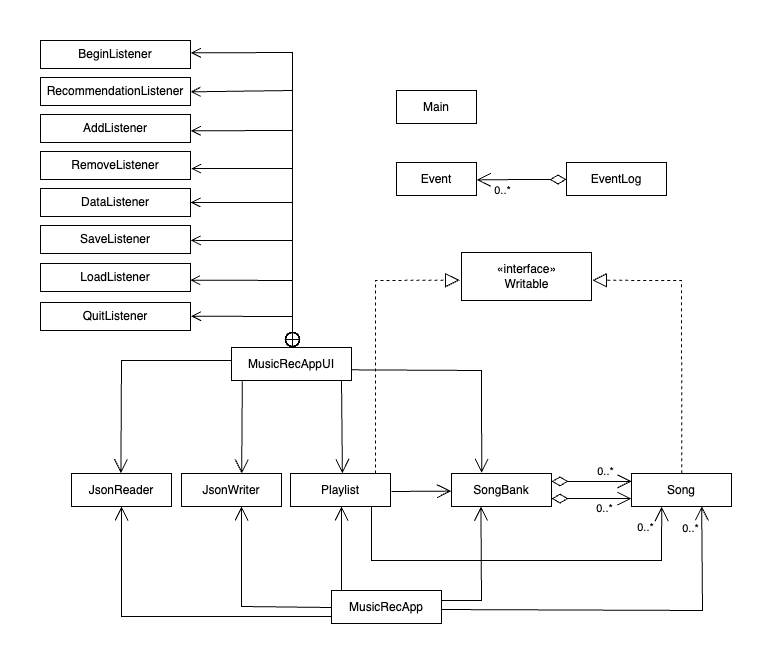 BeginListener
RecommendationListener
Main
AddListener
RemoveListener
Event
0..*
EventLog
DataListener
SaveListener
LoadListener
«interface»
Writable
QuitListener
MusicRecAppUI
JsonReader
JsonWriter
Playlist
SongBank
0..*
0..*
Song
0..*
0..*
MusicRecApp